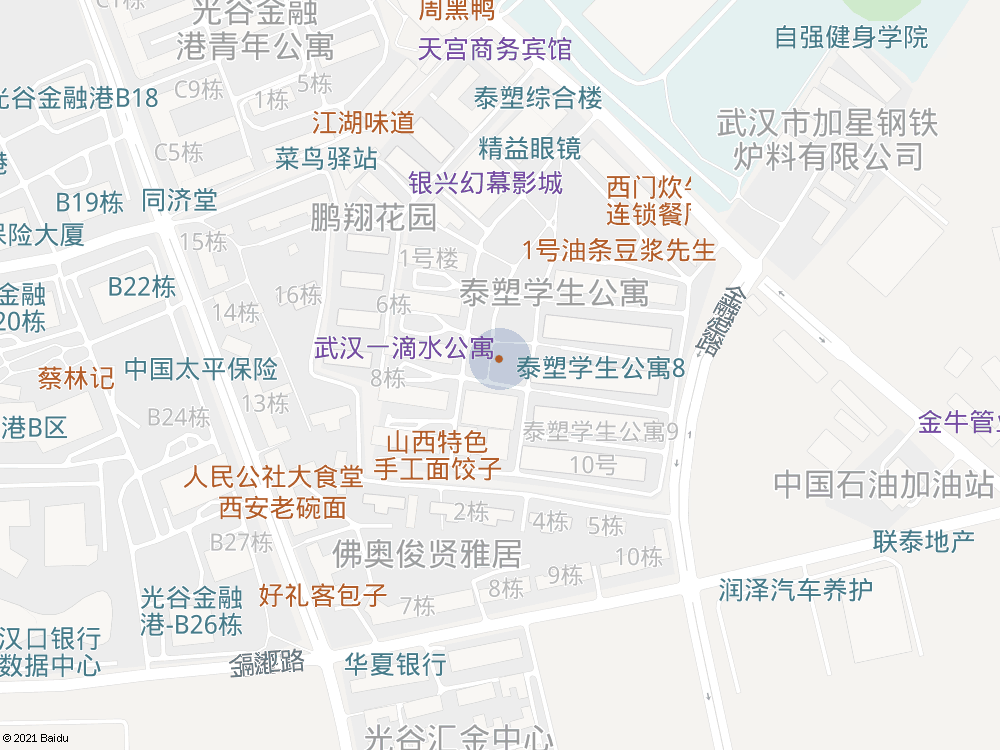 C1栋
光谷金融
港青年公寓
周黑鸭
天宫商务宾馆
自强健身学院
光谷金融港B18
C9栋
5栋
1栋
泰塑综合楼
江湖味道
武汉市加星钢铁
炉料有限公司
C5栋
菜鸟驿站
精益眼镜
港
银兴幻幕影城
西门炊牛
连锁餐厅
B19栋
同济堂
鹏翔花园
保险大厦
15栋
1号楼
1号油条豆浆先生
B22栋
16栋
泰塑学生公寓
金融
20栋
14栋
6栋
武汉一滴水公寓
泰塑学生公寓8
蔡林记
中国太平保险
8栋
13栋
港B区
B24栋
山西特色
手工面饺子
泰塑学生公寓9
10号
金牛管业
人民公社大食堂
西安老碗面
中国石油加油站
2栋
4栋
5栋
B27栋
佛奥俊贤雅居
10栋
联泰地产
9栋
8栋
光谷金融
港-B26栋
好礼客包子
7栋
润泽汽车养护
汉口银行
数据中心
华夏银行
光谷汇金中心
© 2021 Baidu